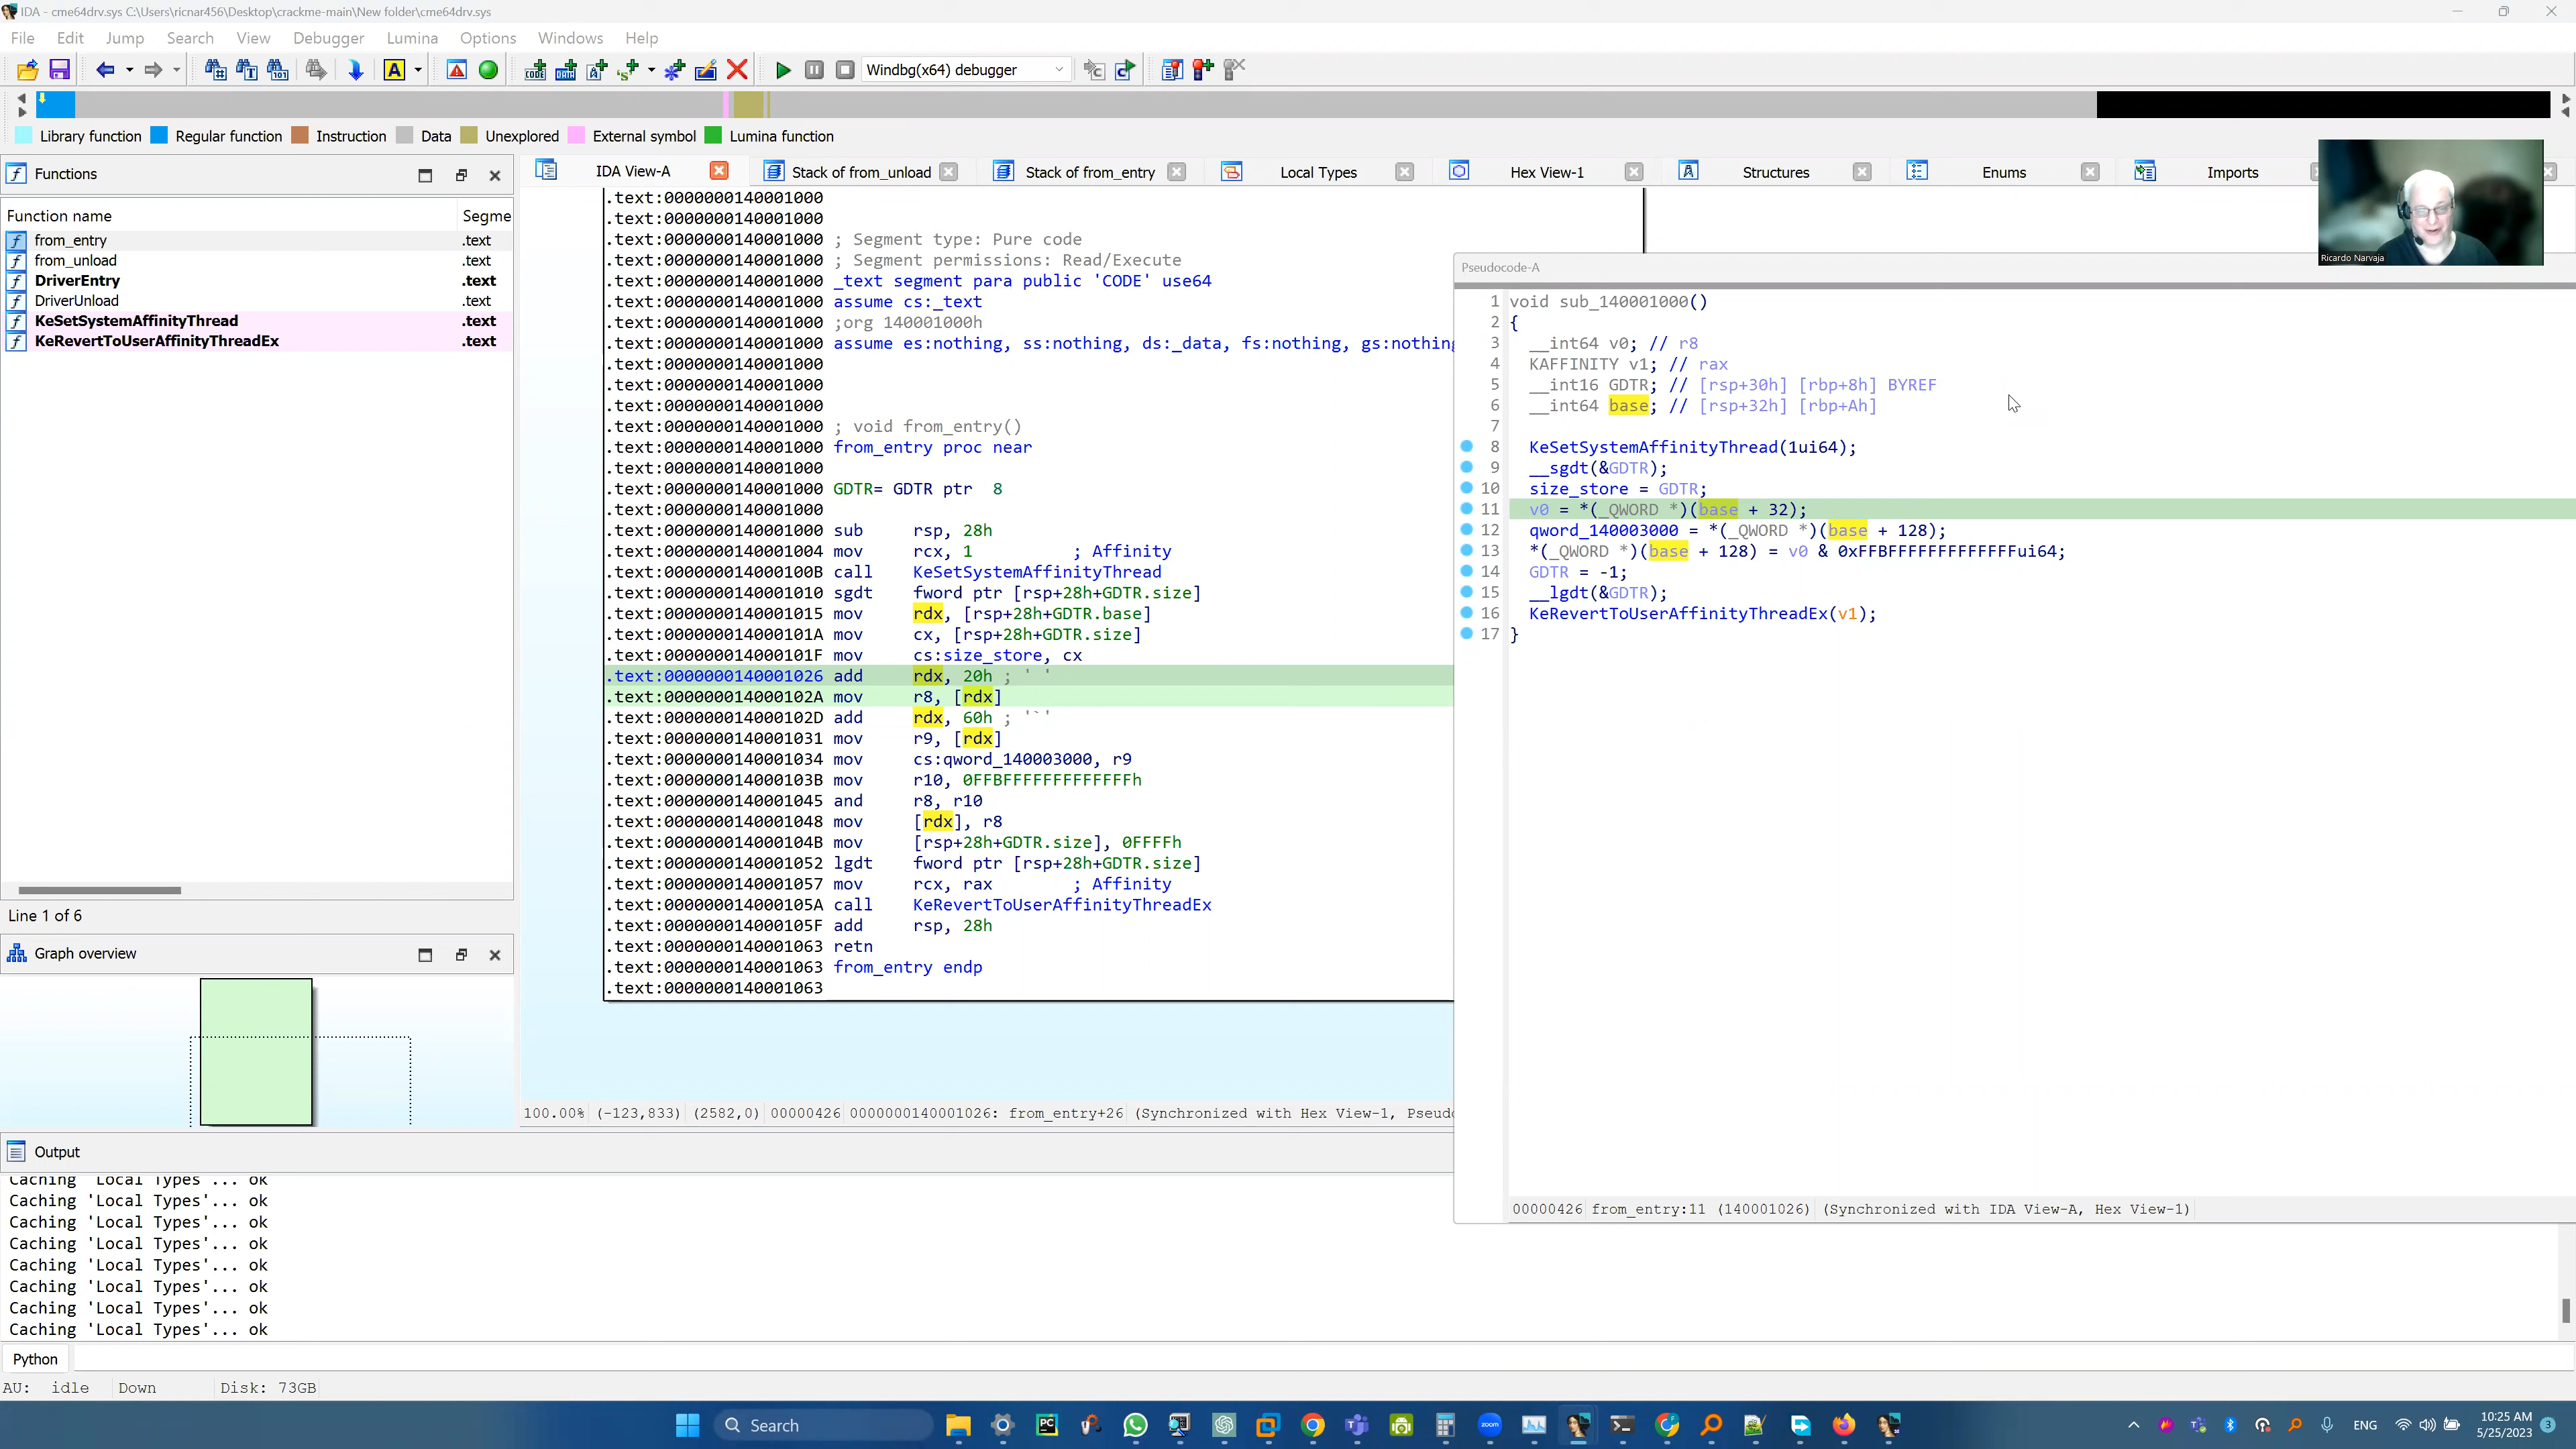 IDA - cme64drv.sys C:\Users\ricnar456\Desktop\crackme-main\New folder\cme64drv.sys
File Edit Jump Search View Debugger Lumina Options Windows Help
Windbg(x64) debugger
Library function Regular function Instruction Data Unexplored External symbol Lumina function
Functions
Function name Segme
from_entry .text
from_unload .text
DriverEntry .text
DriverUnload .text
KeSetSystemAffinityThread .text
KeRevertToUserAffinityThreadEx .text
Line 1 of 6
Graph overview
IDA View-A Stack of from_unload Stack of from_entry Local Types Hex View-1 Structures Enums Imports
Ricardo Narvaja
.text:0000000140001000
.text:0000000140001000
.text:0000000140001000 ; Segment type: Pure code
.text:0000000140001000 ; Segment permissions: Read/Execute
.text:0000000140001000 _text segment para public 'CODE' use64
.text:0000000140001000 assume cs:_text
.text:0000000140001000 ;org 140001000h
.text:0000000140001000 assume es:nothing, ss:nothing, ds:_data, fs:nothing, gs:nothing
.text:0000000140001000
.text:0000000140001000
.text:0000000140001000
.text:0000000140001000 ; void from_entry()
.text:0000000140001000 from_entry proc near
.text:0000000140001000
.text:0000000140001000 GDTR= GDTR ptr  8
.text:0000000140001000
.text:0000000140001000 sub rsp, 28h
.text:0000000140001004 mov rcx, 1 ; Affinity
.text:000000014000100B call KeSetSystemAffinityThread
.text:0000000140001010 sgdt fword ptr [rsp+28h+GDTR.size]
.text:0000000140001015 mov rdx, [rsp+28h+GDTR.base]
.text:000000014000101A mov cx, [rsp+28h+GDTR.size]
.text:000000014000101F mov cs:size_store, cx
.text:0000000140001026 add rdx, 20h ; ' '
.text:000000014000102A mov r8, [rdx]
.text:000000014000102D add rdx, 60h ; '`'
.text:0000000140001031 mov r9, [rdx]
.text:0000000140001034 mov cs:qword_140003000, r9
.text:000000014000103B mov r10, 0FFBFFFFFFFFFFFFFh
.text:0000000140001045 and r8, r10
.text:0000000140001048 mov [rdx], r8
.text:000000014000104B mov [rsp+28h+GDTR.size], 0FFFFh
.text:0000000140001052 lgdt fword ptr [rsp+28h+GDTR.size]
.text:0000000140001057 mov rcx, rax ; Affinity
.text:000000014000105A call KeRevertToUserAffinityThreadEx
.text:000000014000105F add rsp, 28h
.text:0000000140001063 retn
.text:0000000140001063 from_entry endp
.text:0000000140001063
100.00% (-123,833) (2582,0) 00000426 0000000140001026: from_entry+26 (Synchronized with Hex View-1, Pseudo
Pseudocode-A
1 void sub_140001000()
2 {
3 __int64 v0; // r8
4 KAFFINITY v1; // rax
5 __int16 GDTR; // [rsp+30h] [rbp+8h] BYREF
6 __int64 base; // [rsp+32h] [rbp+Ah]
7
8 KeSetSystemAffinityThread(1ui64);
9 __sgdt(&GDTR);
10 size_store = GDTR;
11 v0 = *(_QWORD *)(base + 32);
12 qword_140003000 = *(_QWORD *)(base + 128);
13 *(_QWORD *)(base + 128) = v0 & 0xFFBFFFFFFFFFFFFFui64;
14 GDTR = -1;
15 __lgdt(&GDTR);
16 KeRevertToUserAffinityThreadEx(v1);
17 }
00000426 from_entry:11 (140001026) (Synchronized with IDA View-A, Hex View-1)
Output
Caching 'Local Types'... ok
Caching 'Local Types'... ok
Caching 'Local Types'... ok
Caching 'Local Types'... ok
Caching 'Local Types'... ok
Caching 'Local Types'... ok
Caching 'Local Types'... ok
Caching 'Local Types'... ok
Python
AU: idle Down Disk: 73GB
Search
ENG
10:25 AM
5/25/2023
3